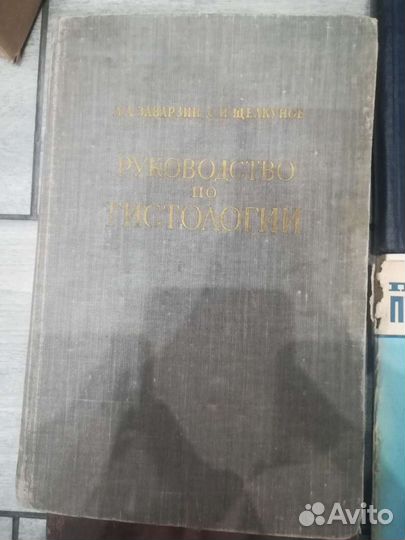 А.А. ЗАВАРЗИН, С.И. ЩЕЛКУНОВ
РУКОВОДСТВО
ПО
ГИСТОЛОГИИ
П
Avito